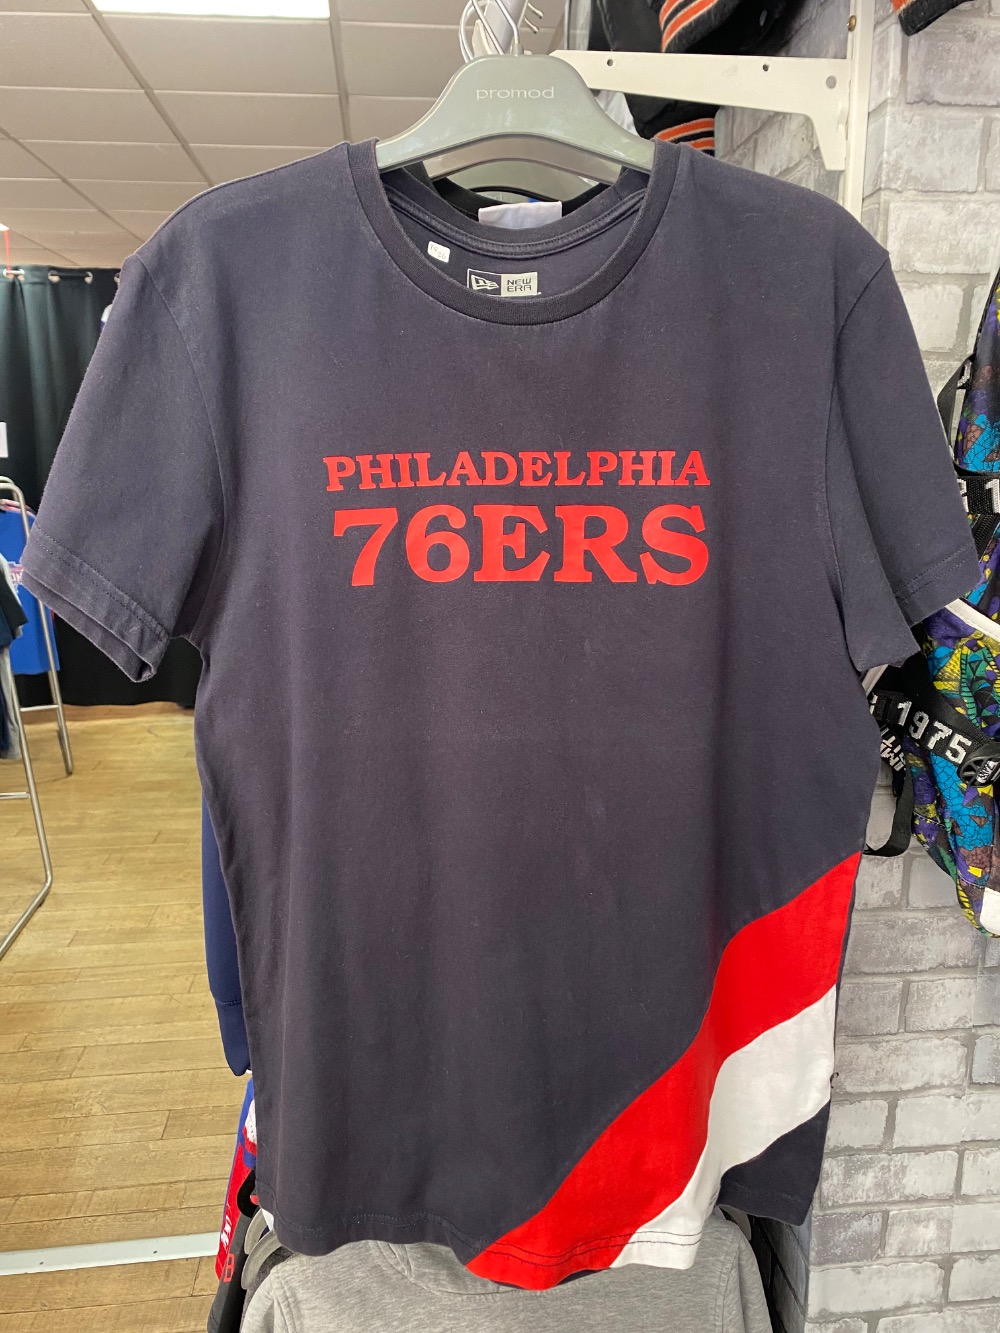 promod
NEW
ERA
PHILADELPHIA
76ERS
1975